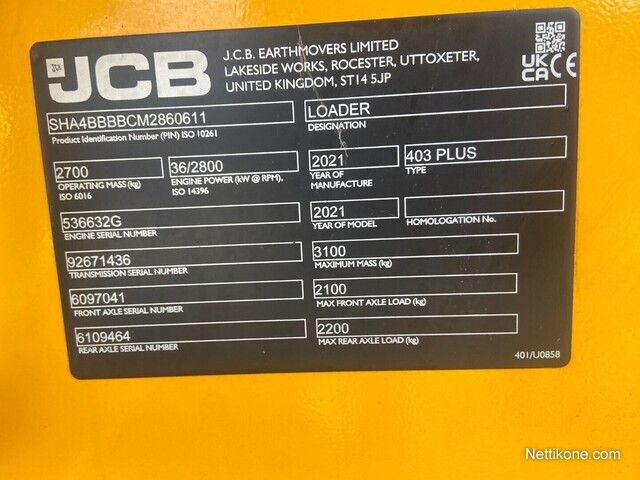 JCB
J.C.B. EARTHMOVERS LIMITED
LAKESIDE WORKS, ROCESTER, UTTOXETER,
UNITED KINGDOM, ST14 5JP
UK
CA CE
SHA4BBBBCM2860611
Product Identification Number (PIN) ISO 10261
LOADER
DESIGNATION
2700
OPERATING MASS (kg)
ISO 6016
36/2800
ENGINE POWER (kW @ RPM),
ISO 14396
2021
YEAR OF
MANUFACTURE
403 PLUS
TYPE
536632G
ENGINE SERIAL NUMBER
2021
YEAR OF MODEL
HOMOLOGATION No.
92671436
TRANSMISSION SERIAL NUMBER
3100
MAXIMUM MASS (kg)
6097041
FRONT AXLE SERIAL NUMBER
2100
MAX FRONT AXLE LOAD (kg)
6109464
REAR AXLE SERIAL NUMBER
2200
MAX REAR AXLE LOAD (kg)
401/U0858
Nettikone.com